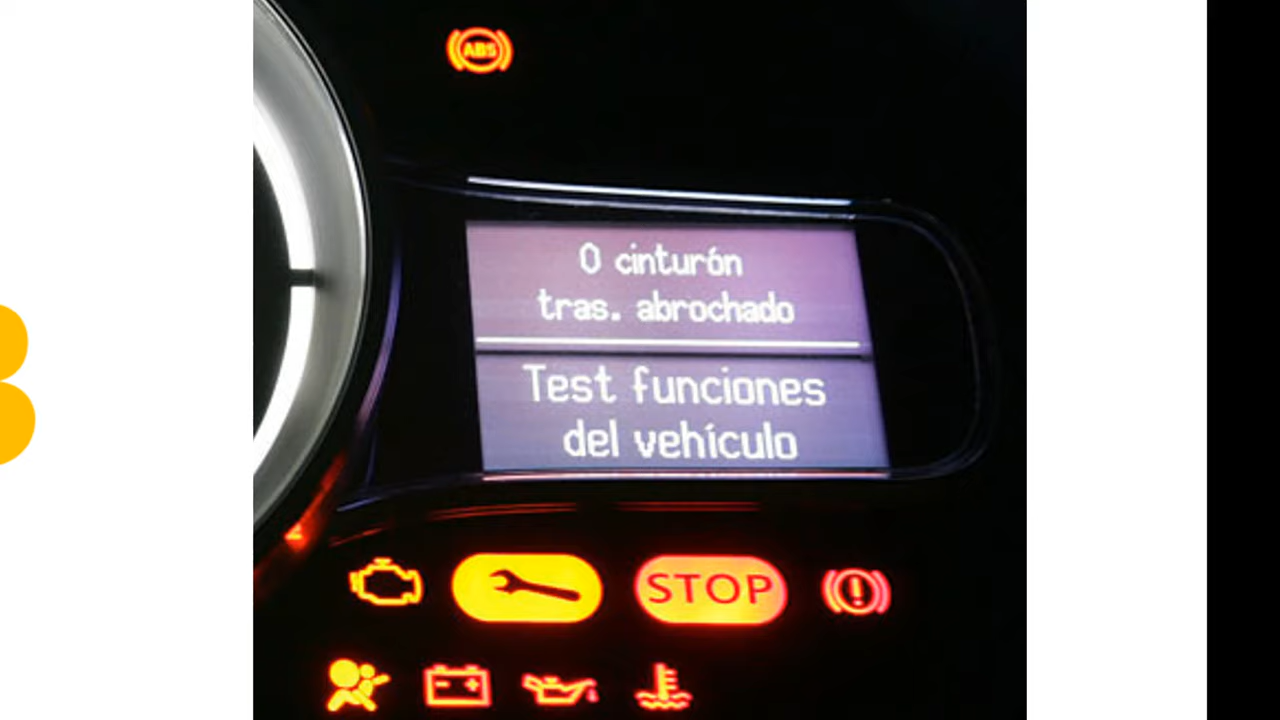 ABS
0 cinturón
tras. abrochado
Test funciones
del vehículo
STOP